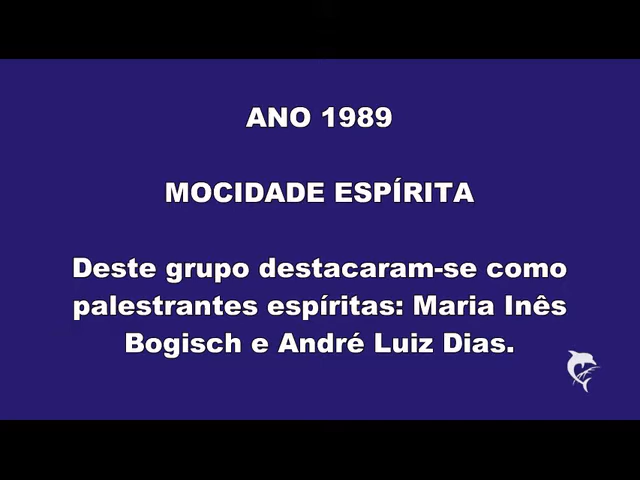 ANO 1989
MOCIDADE ESPÍRITA
Deste grupo destacaram-se como
palestrantes espíritas: Maria Inês
Bogisch e André Luiz Dias.